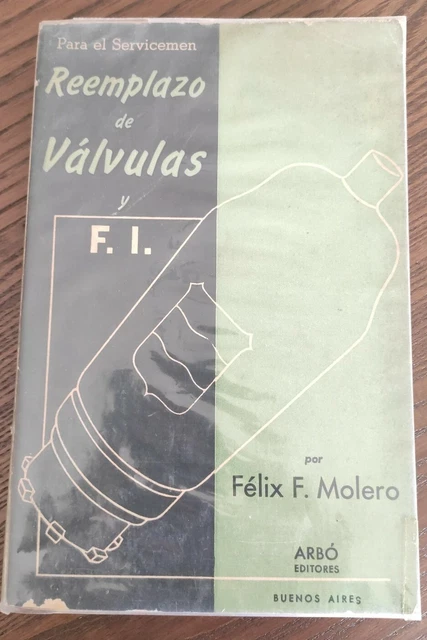 Para el Servicemen
Reemplazo
de
Válvulas
y
F. I.
por
Félix F. Molero
ARBÓ
EDITORES
BUENOS AIRES